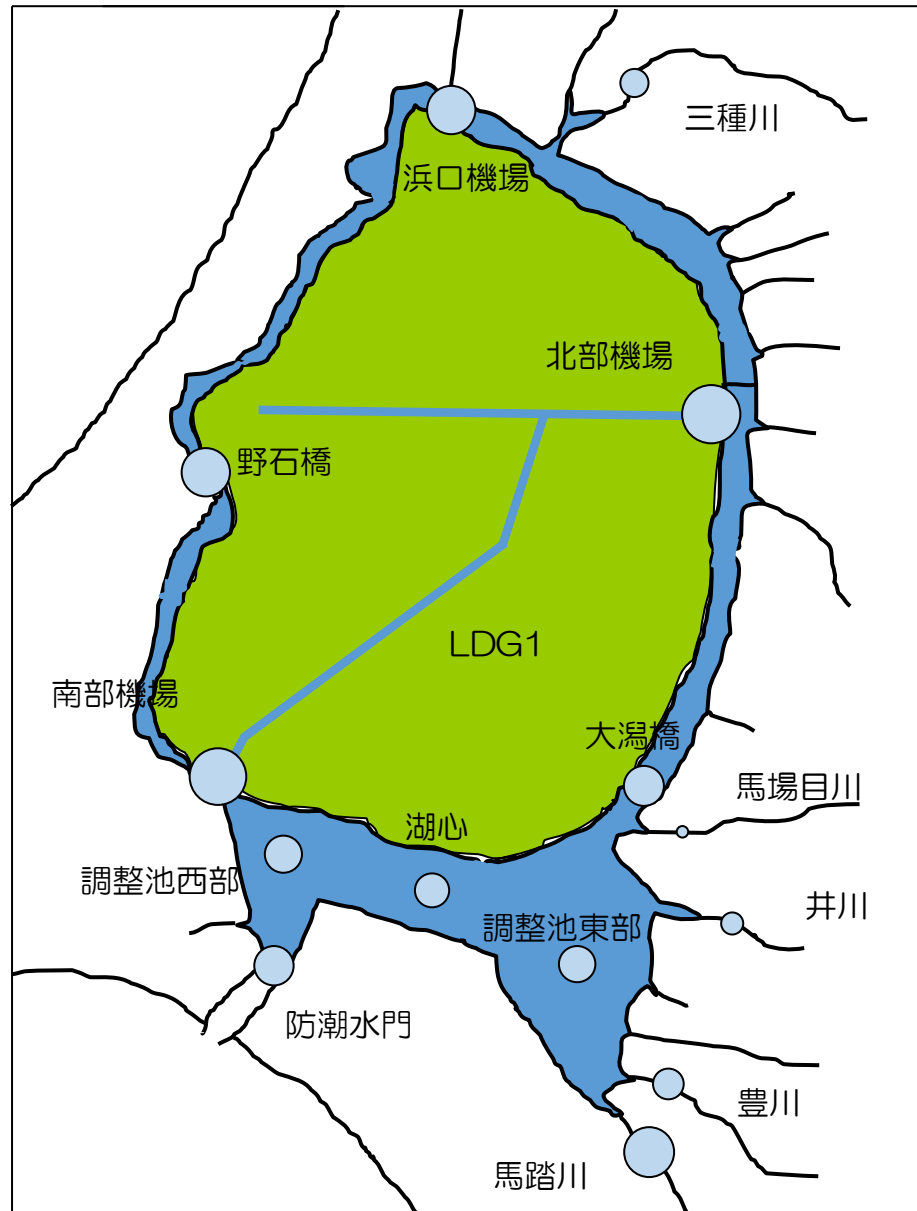 三種川
浜口機場
北部機場
野石橋
LDG1
南部機場
大潟橋
馬場目川
湖心
調整池西部
井川
調整池東部
防潮水門
豊川
馬踏川